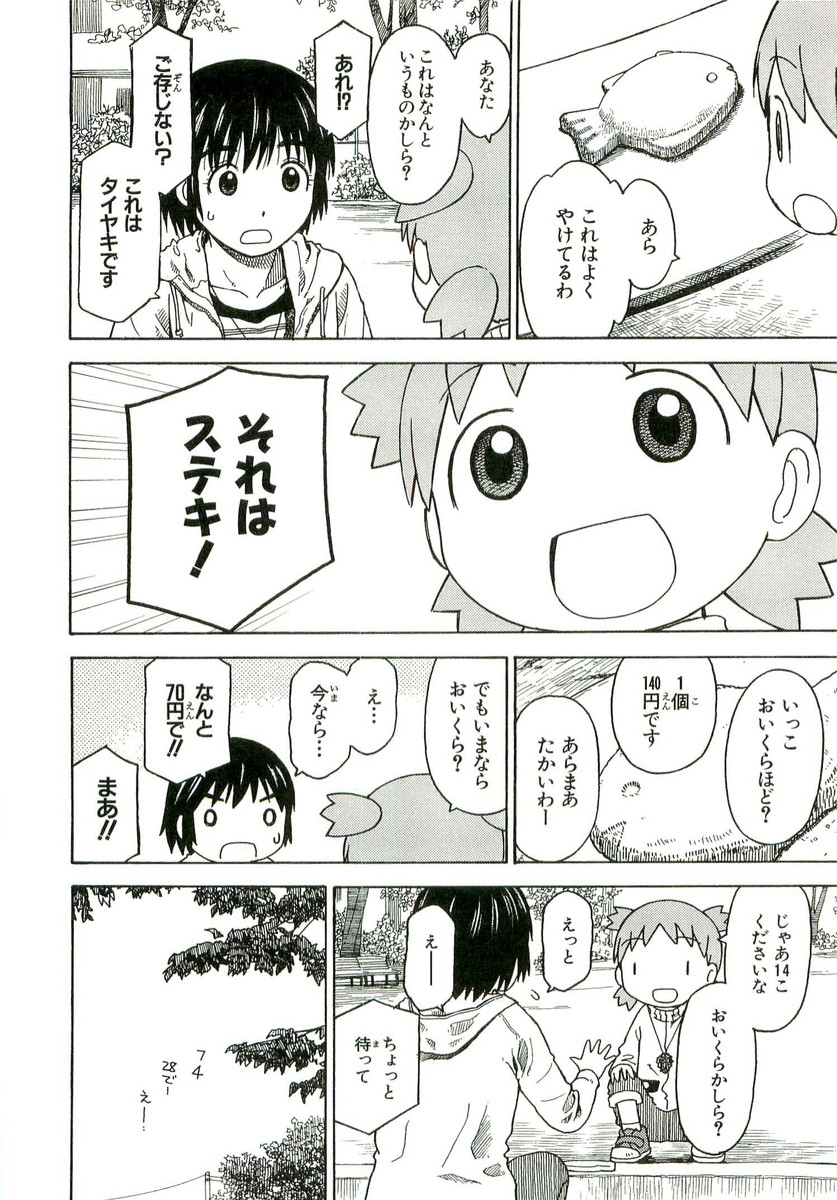 あら
これはよく
やけてるわ
あなた
これはなんと
いうものかしら?
あれ!?
ご存じない?
これは
タイヤキです
それは
ステキ!
いっこ
おいくらほど?
1個
140円です
あらまあ
たかいわー
でもいまなら
おいくら?
え…
今なら…
なんと
70円で!!
まあ!!
じゃあ14こ
くださいな
おいくらかしら?
えっと
えー
ちょっと
待って
74
28でー
えー…